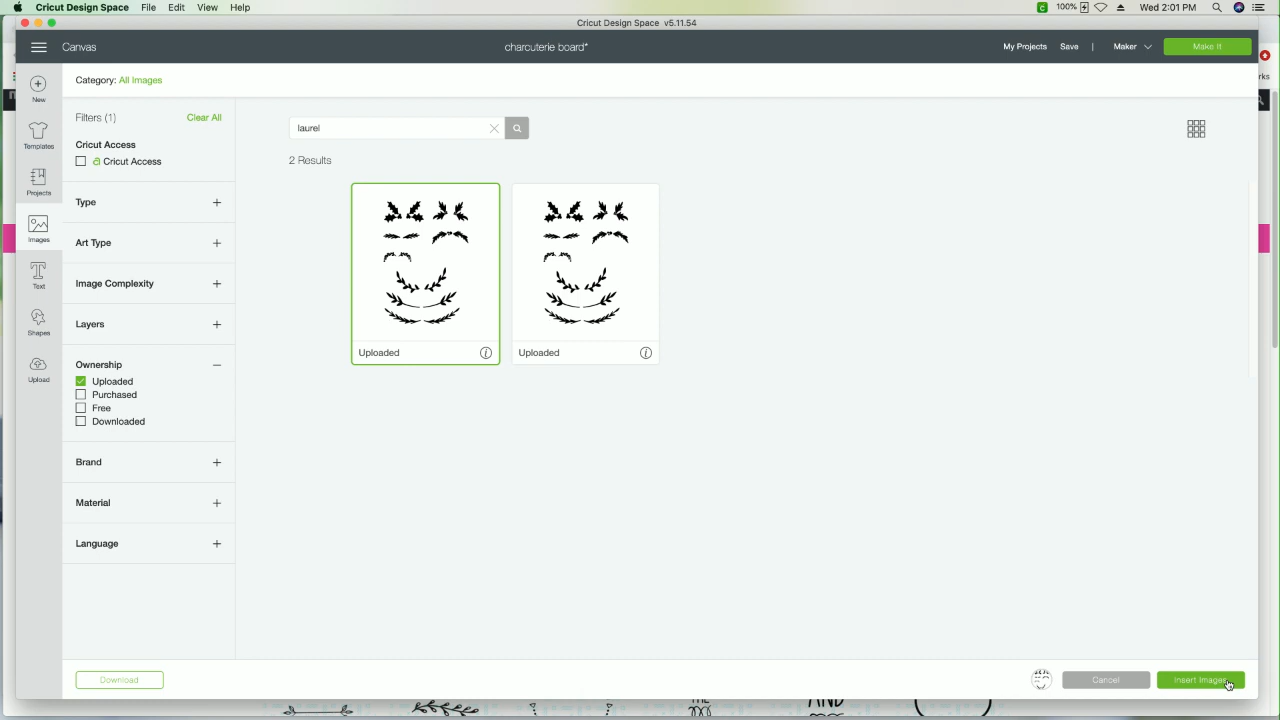 Cricut Design Space File Edit View Help 100% Wed 2:01 PM
Cricut Design Space v5.11.54
Canvas charcuterie board* My Projects Save | Maker Make It
Category: All Images
New
Templates
Projects
Images
Text
Shapes
Upload
Filters (1) Clear All
Cricut Access
Cricut Access
Type +
Art Type +
Image Complexity +
Layers +
Ownership −
Uploaded
Purchased
Free
Downloaded
Brand +
Material +
Language +
laurel
2 Results
Uploaded
Uploaded
Download
Cancel
Insert Images
THE
AND